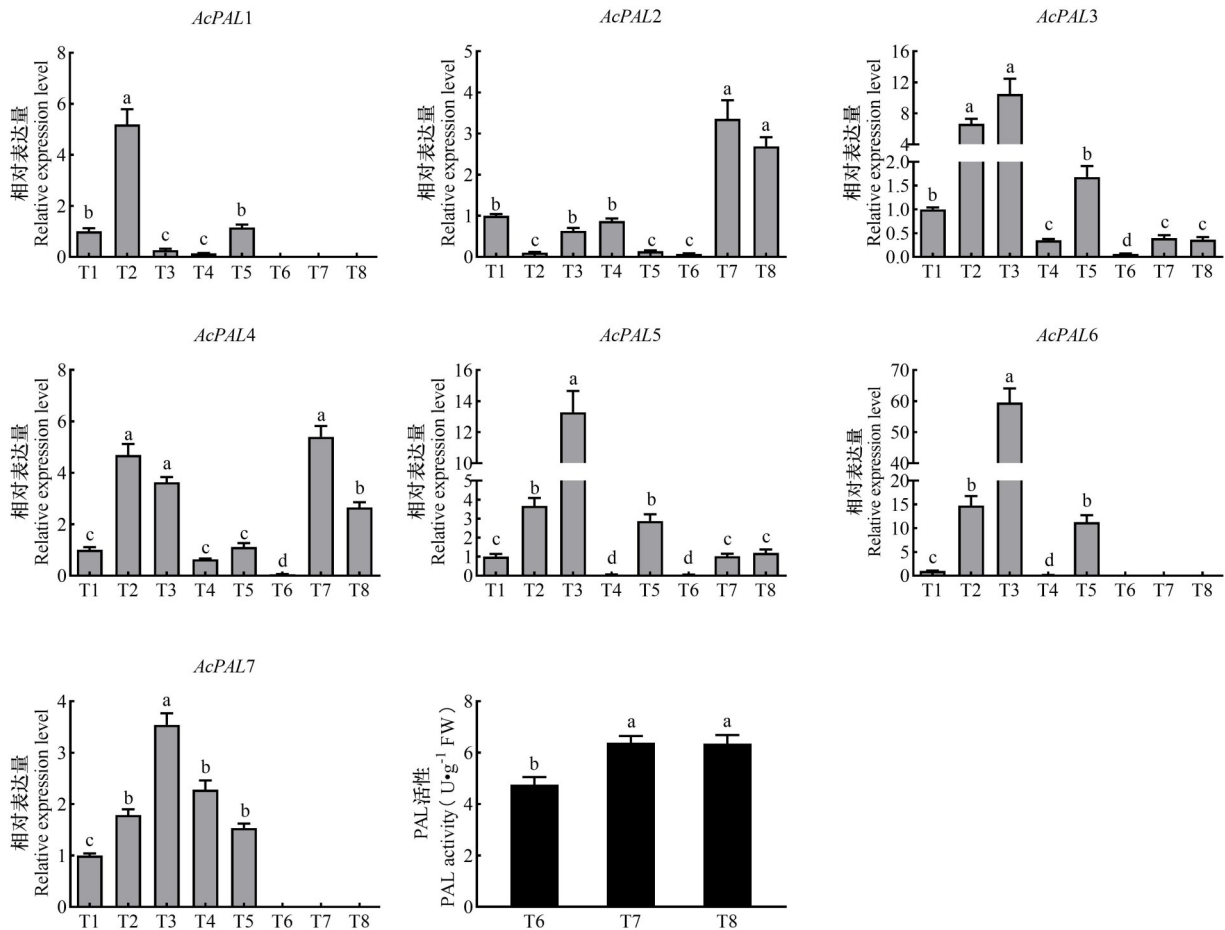 AcPAL1
相对表达量
Relative expression level
8
6
4
2
0
b
a
c
c
b
T1 T2 T3 T4 T5 T6 T7 T8
AcPAL2
相对表达量
Relative expression level
5
4
3
2
1
0
b
c
b
b
c
c
a
a
T1 T2 T3 T4 T5 T6 T7 T8
AcPAL3
相对表达量
Relative expression level
16
12
8
4
2.0
1.5
1.0
0.5
0.0
b
a
a
c
b
d
c
c
T1 T2 T3 T4 T5 T6 T7 T8
AcPAL4
相对表达量
Relative expression level
8
6
4
2
0
c
a
a
c
c
d
a
b
T1 T2 T3 T4 T5 T6 T7 T8
AcPAL5
相对表达量
Relative expression level
16
14
12
10
5
4
3
2
1
0
c
b
a
d
b
d
c
c
T1 T2 T3 T4 T5 T6 T7 T8
AcPAL6
相对表达量
Relative expression level
70
60
50
40
20
15
10
5
0
c
b
a
d
b
T1 T2 T3 T4 T5 T6 T7 T8
AcPAL7
相对表达量
Relative expression level
4
3
2
1
0
c
b
a
b
b
T1 T2 T3 T4 T5 T6 T7 T8
PAL活性
PAL activity（U•g⁻¹ FW）
8
6
4
2
0
b
a
a
T6 T7 T8